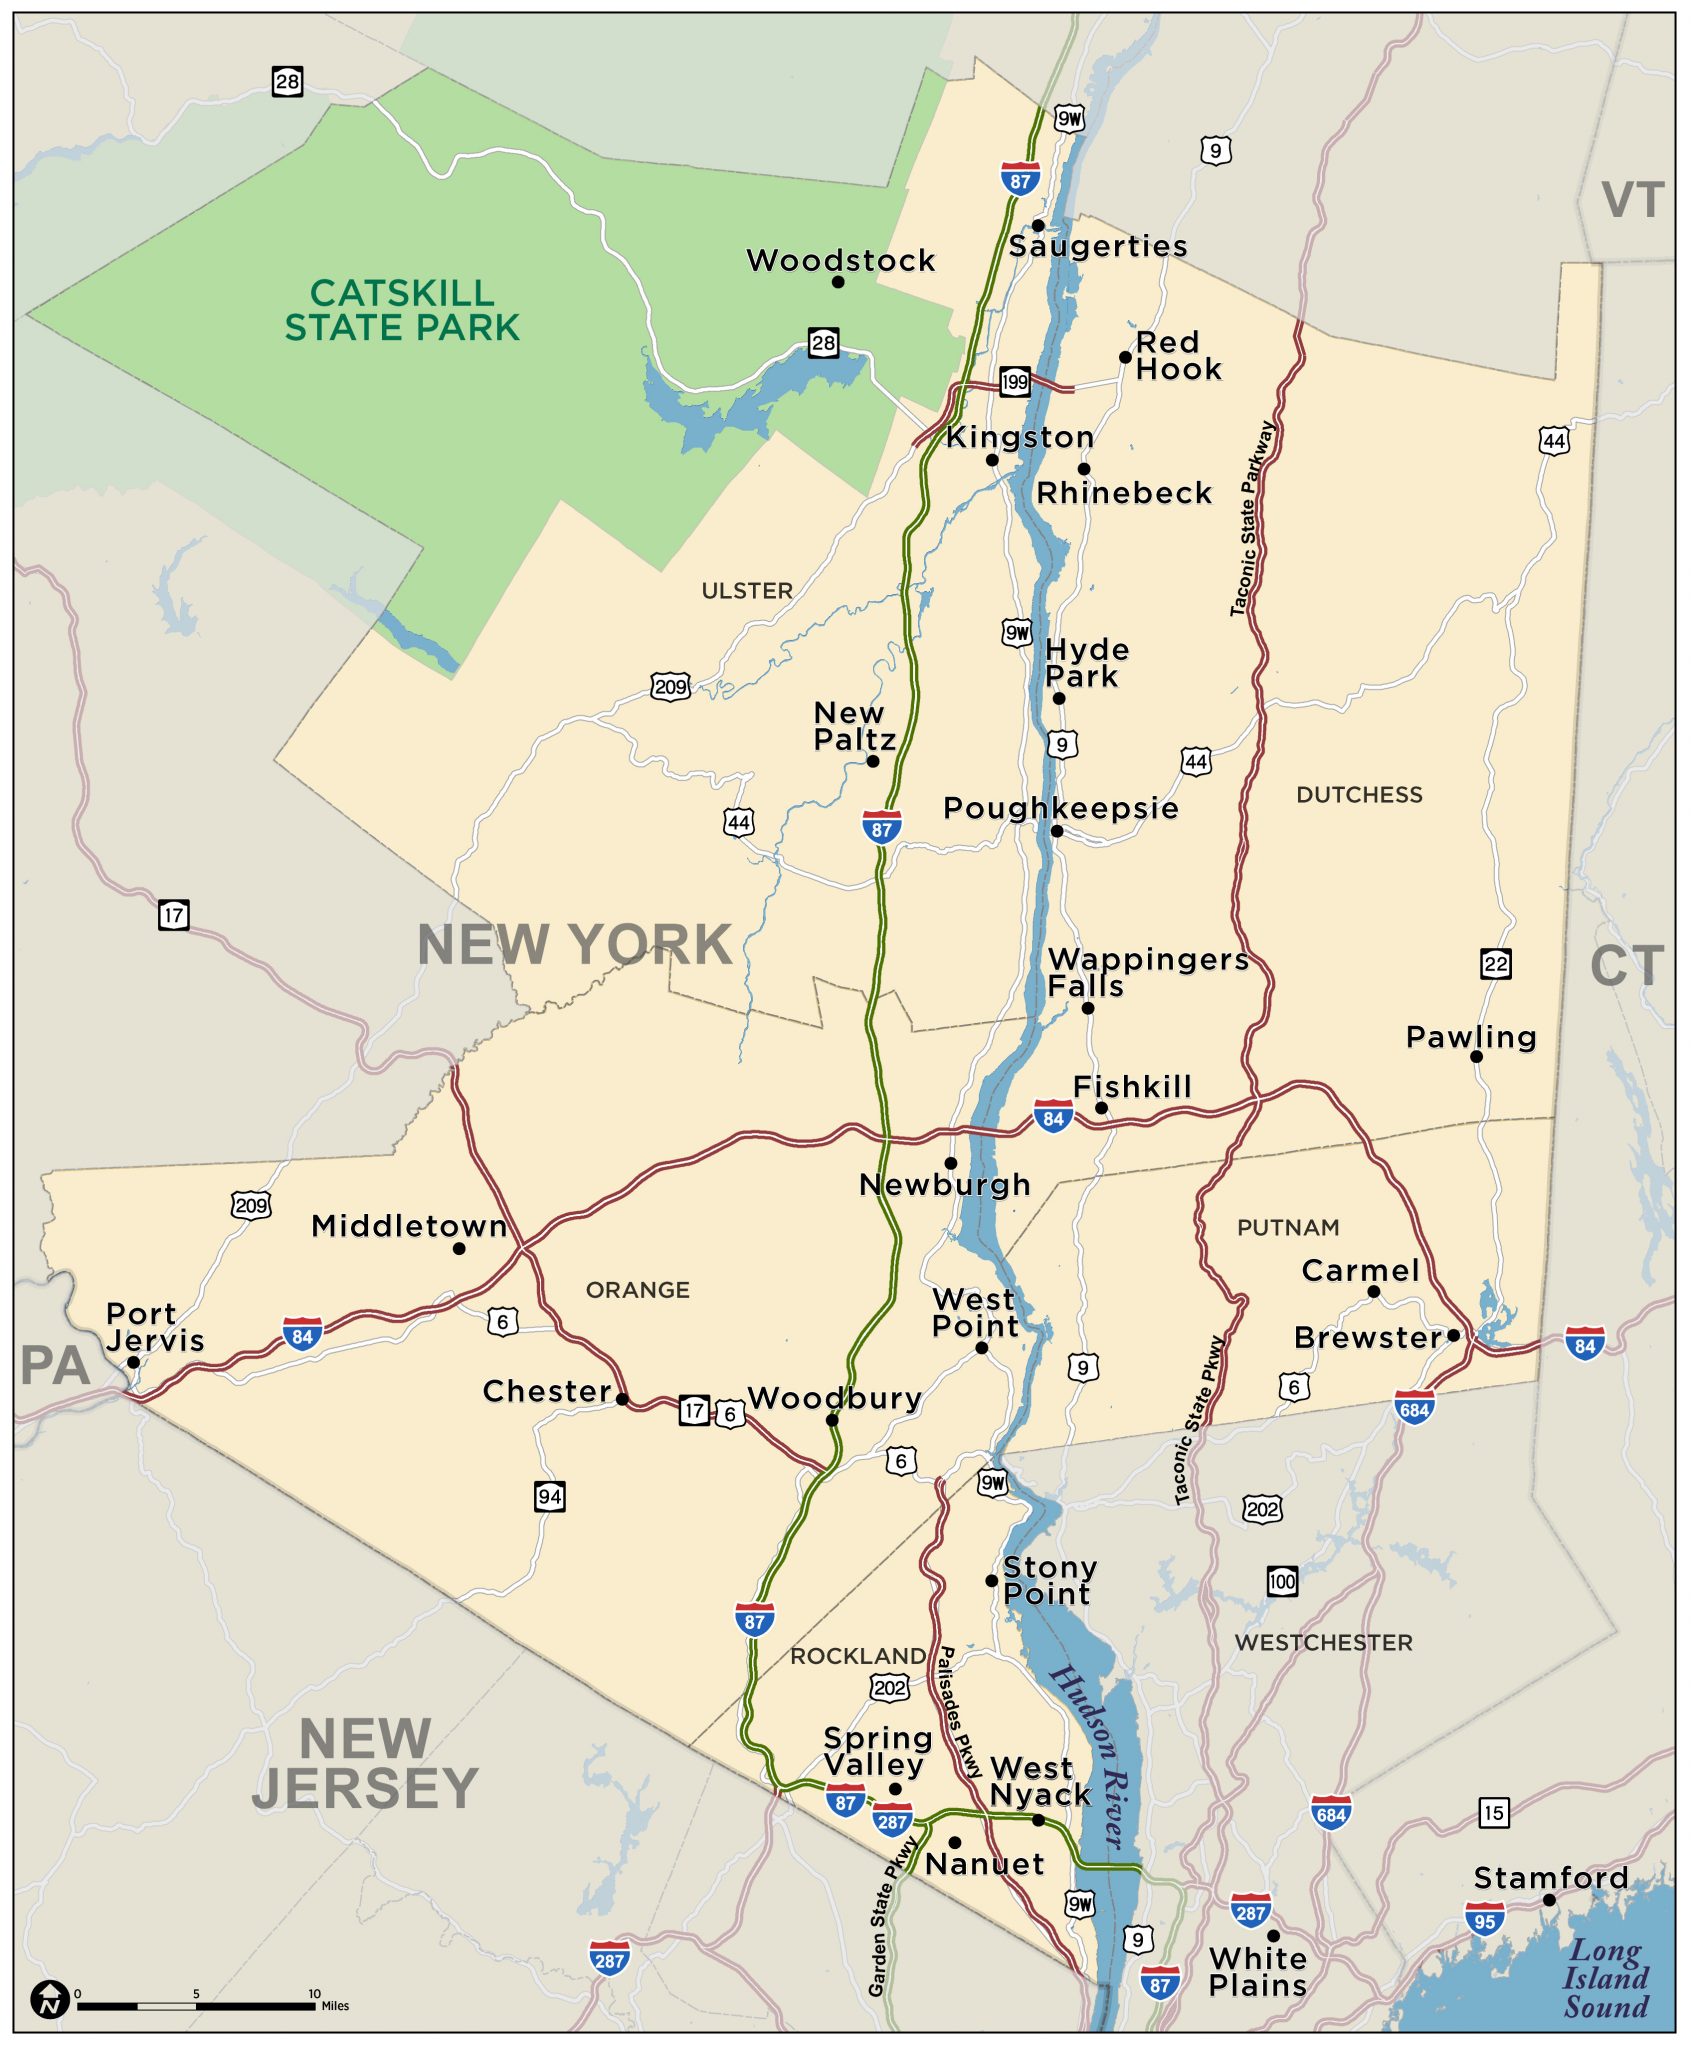 28
9W
9
87
VT
Saugerties
Woodstock
CATSKILL
STATE PARK
28
Red
Hook
199
44
Kingston
Rhinebeck
Taconic State Parkway
ULSTER
9W
Hyde
Park
209
New
Paltz
9
44
DUTCHESS
Poughkeepsie
44
87
17
NEW YORK
Wappingers
Falls
22
CT
Pawling
Fishkill
84
Newburgh
209
Middletown
PUTNAM
Carmel
ORANGE
West
Point
Port
Jervis
84
6
Brewster
84
PA
9
Taconic State Pkwy
6
684
Chester
17
6
Woodbury
6
9W
94
202
Stony
Point
100
87
WESTCHESTER
ROCKLAND
Palisades Pkwy
202
Hudson River
NEW
JERSEY
Spring
Valley
West
Nyack
87
287
684
15
Nanuet
Garden State Pkwy
Stamford
9W
287
95
9
287
White
Plains
87
Long
Island
Sound
N
0
5
10
Miles